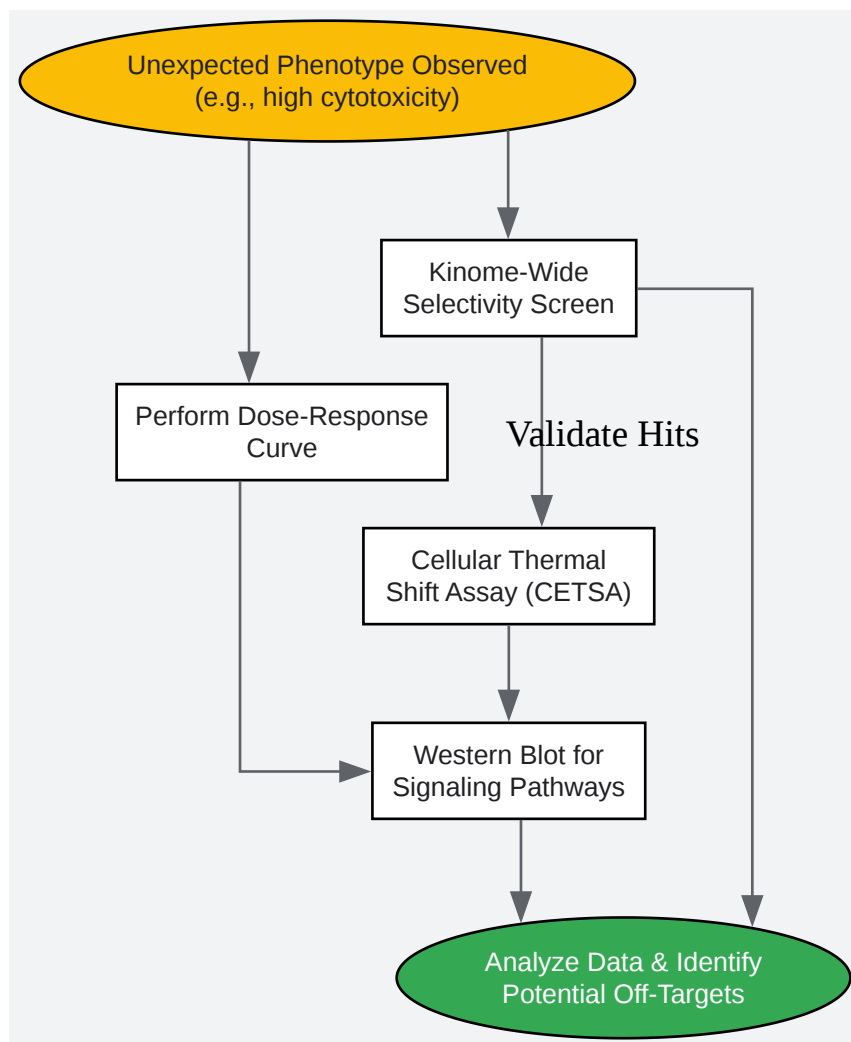 Unexpected Phenotype Observed
(e.g., high cytotoxicity)
Kinome-Wide
Selectivity Screen
Perform Dose-Response
Curve
Validate Hits
Cellular Thermal
Shift Assay (CETSA)
Western Blot for
Signaling Pathways
Analyze Data & Identify
Potential Off-Targets